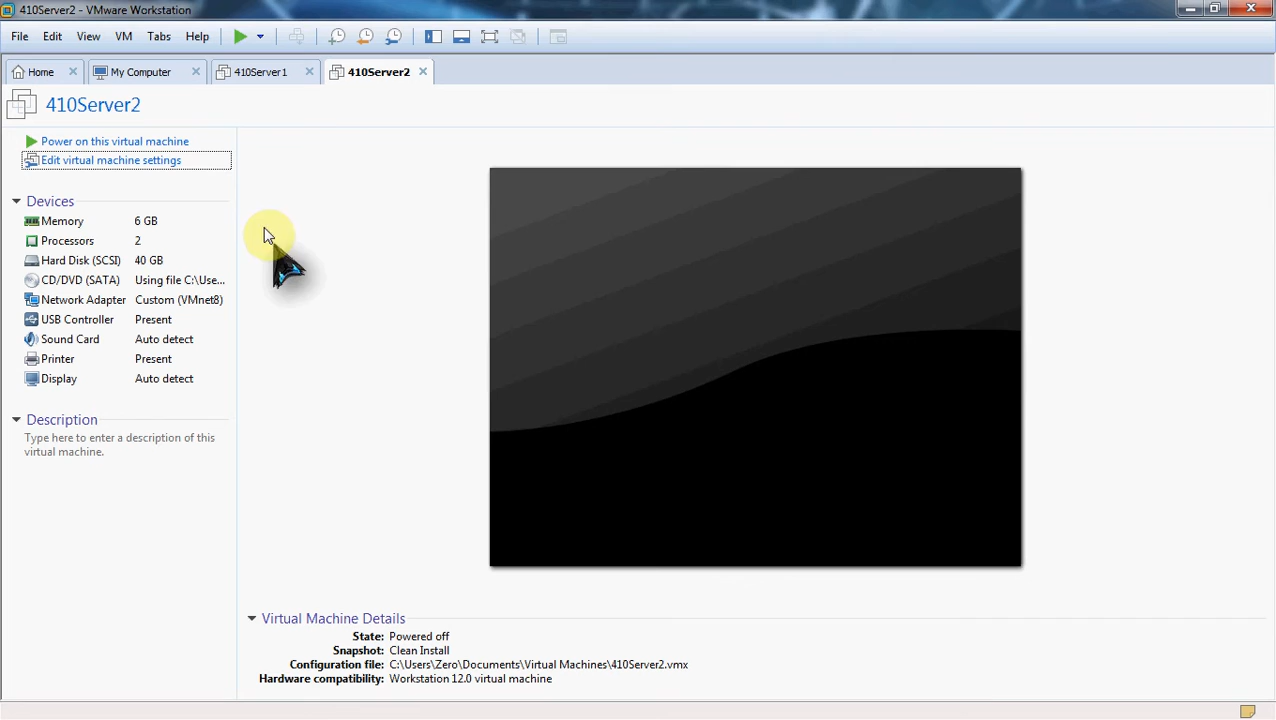 410Server2 - VMware Workstation
File Edit View VM Tabs Help
Home My Computer 410Server1 410Server2
410Server2
Power on this virtual machine
Edit virtual machine settings
Devices
Memory 6 GB
Processors 2
Hard Disk (SCSI) 40 GB
CD/DVD (SATA) Using file C:\Use...
Network Adapter Custom (VMnet8)
USB Controller Present
Sound Card Auto detect
Printer Present
Display Auto detect
Description
Type here to enter a description of this
virtual machine.
Virtual Machine Details
State: Powered off
Snapshot: Clean Install
Configuration file: C:\Users\Zero\Documents\Virtual Machines\410Server2.vmx
Hardware compatibility: Workstation 12.0 virtual machine